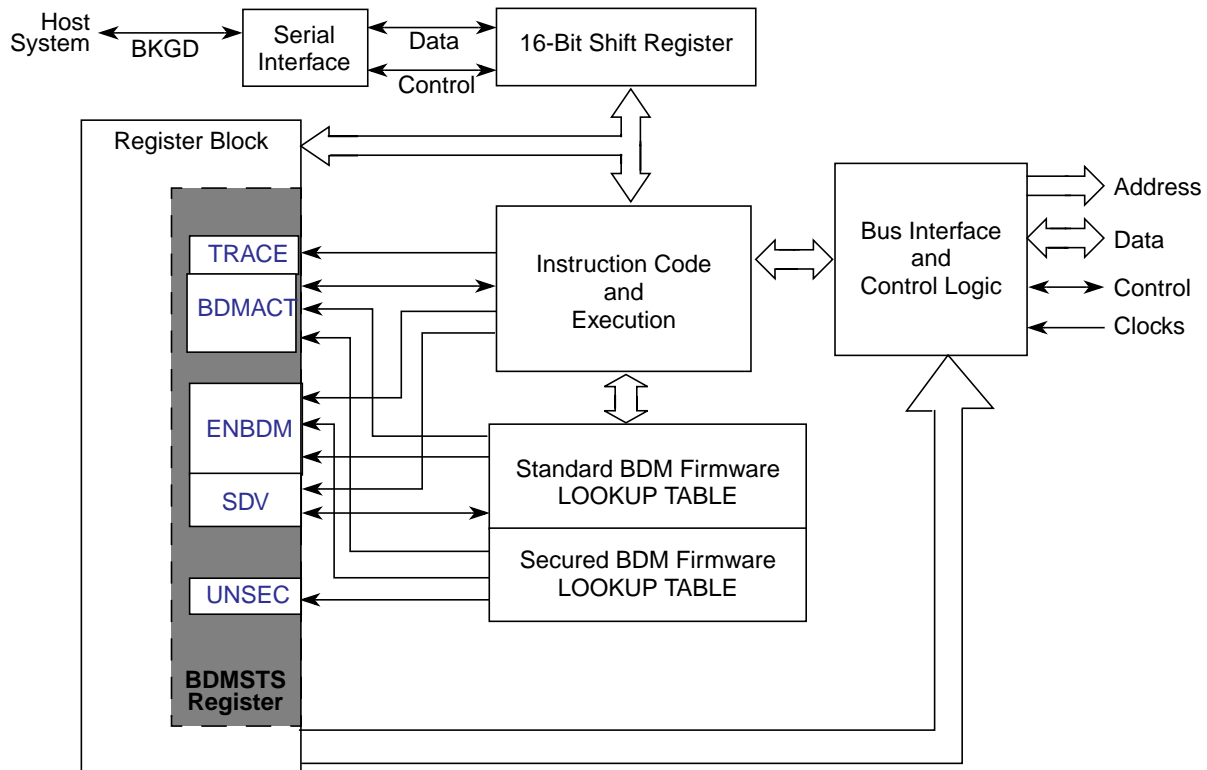 Host
System
BKGD
Serial
Interface
Data
Control
16-Bit Shift Register
Register Block
TRACE
BDMACT
ENBDM
SDV
UNSEC
BDMSTS
Register
Instruction Code
and
Execution
Standard BDM Firmware
LOOKUP TABLE
Secured BDM Firmware
LOOKUP TABLE
Bus Interface
and
Control Logic
Address
Data
Control
Clocks